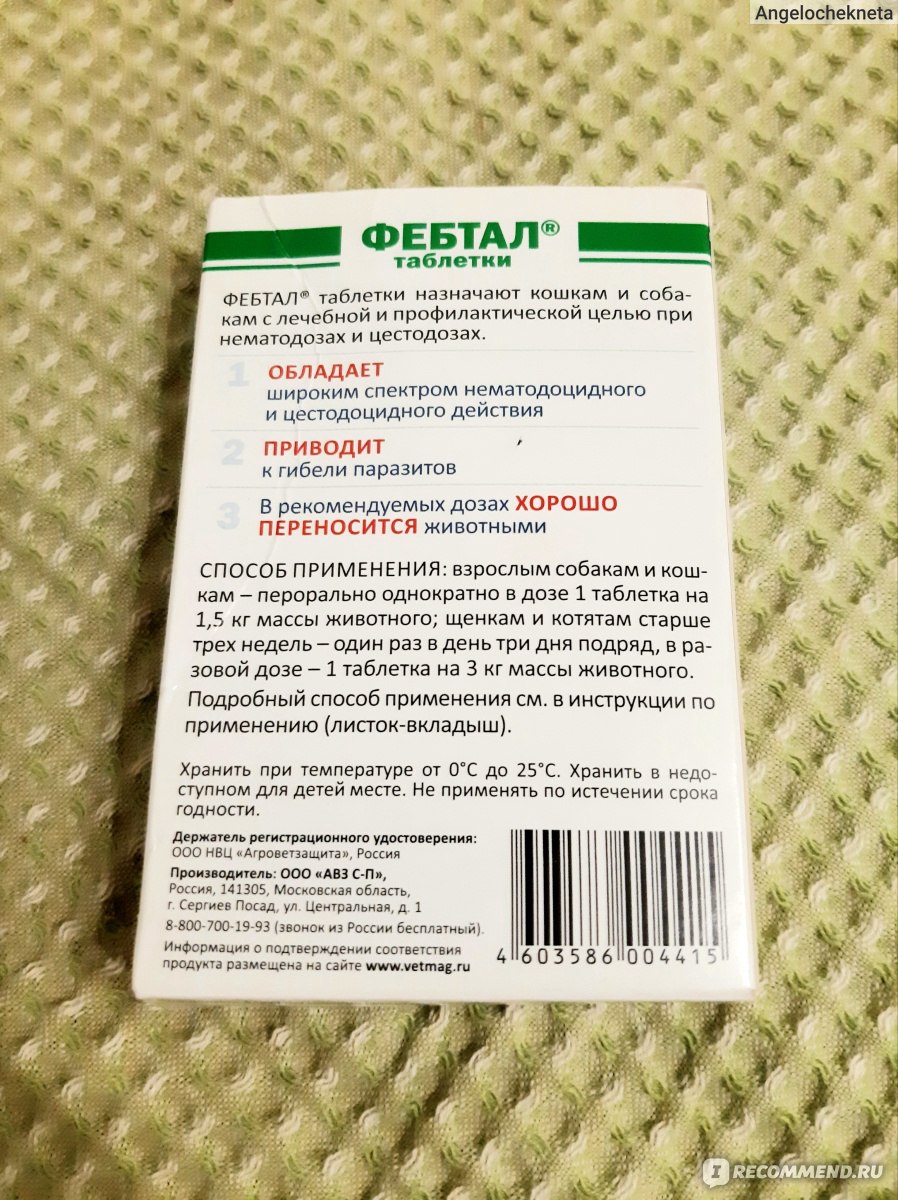 Angelochekneta
ФЕБТАЛ®
таблетки
ФЕБТАЛ® таблетки назначают кошкам и соба-
кам с лечебной и профилактической целью при
нематодозах и цестодозах.
1 ОБЛАДАЕТ
широким спектром нематодоцидного
и цестодоцидного действия
2 ПРИВОДИТ
к гибели паразитов
3 В рекомендуемых дозах ХОРОШО
ПЕРЕНОСИТСЯ животными
СПОСОБ ПРИМЕНЕНИЯ: взрослым собакам и кош-
кам – перорально однократно в дозе 1 таблетка на
1,5 кг массы животного; щенкам и котятам старше
трех недель – один раз в день три дня подряд, в ра-
зовой дозе – 1 таблетка на 3 кг массы животного.
Подробный способ применения см. в инструкции по
применению (листок-вкладыш).
Хранить при температуре от 0°С до 25°С. Хранить в недо-
ступном для детей месте. Не применять по истечении срока
годности.
Держатель регистрационного удостоверения:
ООО НВЦ «Агроветзащита», Россия
Производитель: ООО «АВЗ С-П»,
Россия, 141305, Московская область,
г. Сергиев Посад, ул. Центральная, д. 1
8-800-700-19-93 (звонок из России бесплатный).
Информация о подтверждении соответствия
продукта размещена на сайте www.vetmag.ru
4 603586 004415
IRECOMMEND.RU